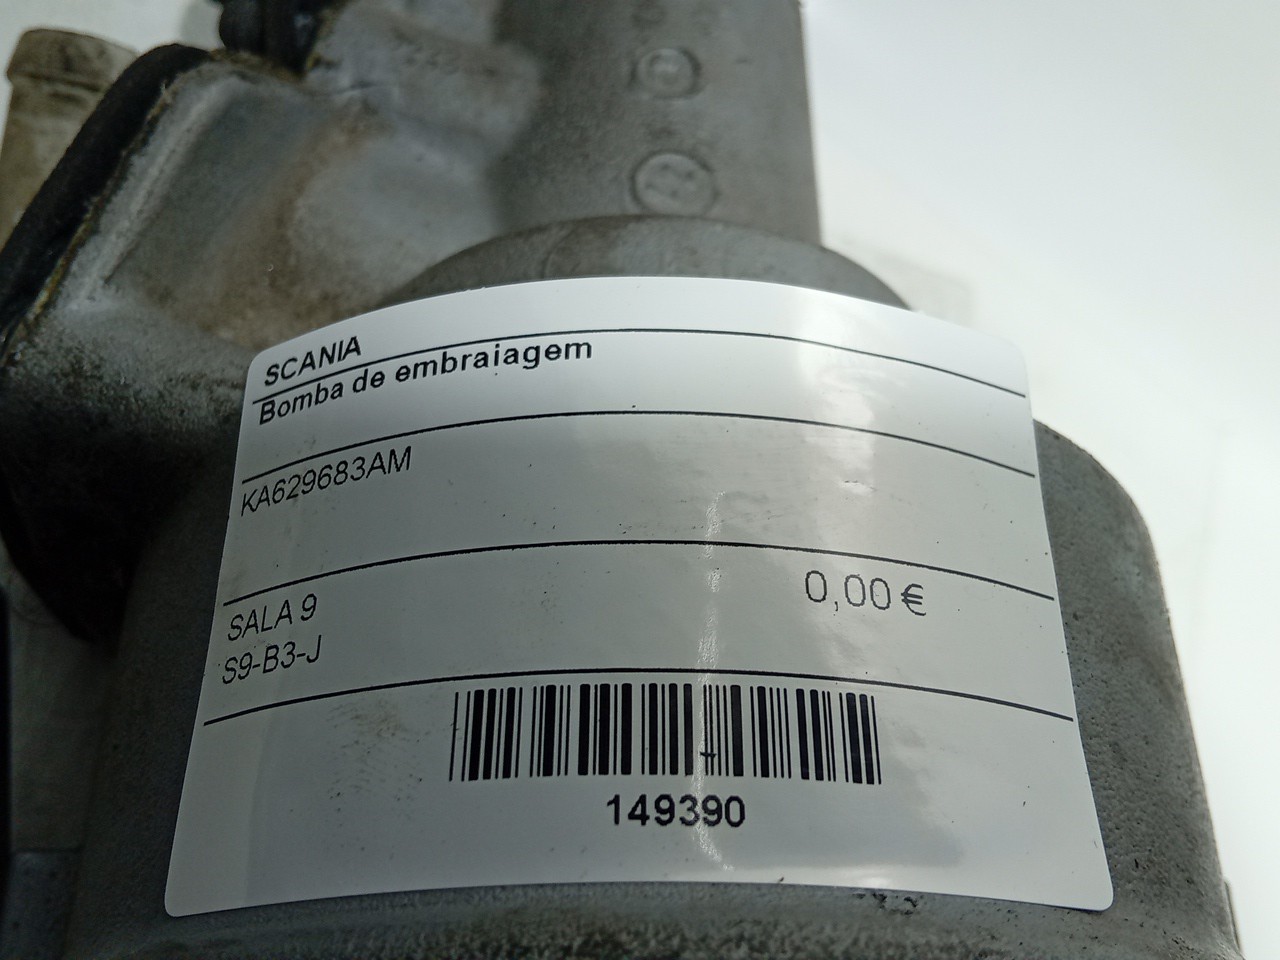 SCANIA
Bomba de embraiagem
KA629683AM
SALA 9
0,00 €
S9-B3-J
149390